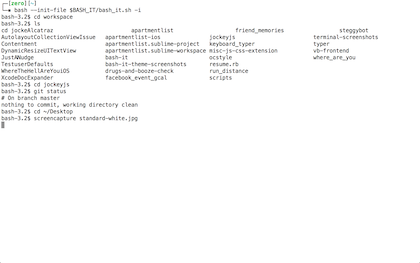 [zero][~]
bash --init-file $BASH_IT/bash_it.sh -i
bash-3.2$ cd workspace
bash-3.2$ ls
cd jockeAlcatraz apartmentlist friend_memories steggybot
AutolayoutCollectionViewIssue apartmentlist-ios jockeyjs terminal-screenshots
Contentment apartmentlist.sublime-project keyboard_typer typer
DynamicResizeUITextView apartmentlist.sublime-workspace misc-js-css-extension vb-frontend
JustANudge bash-it ocstyle where_are_you
TestuserDefaults bash-it-theme-screenshots resume.rb
WhereTheHellAreYouiOS drugs-and-booze-check run_distance
XcodeDocExpander facebook_event_gcal scripts
bash-3.2$ cd jockeyjs
bash-3.2$ git status
# On branch master
nothing to commit, working directory clean
bash-3.2$ cd ~/Desktop
bash-3.2$ screencapture standard-white.jpg